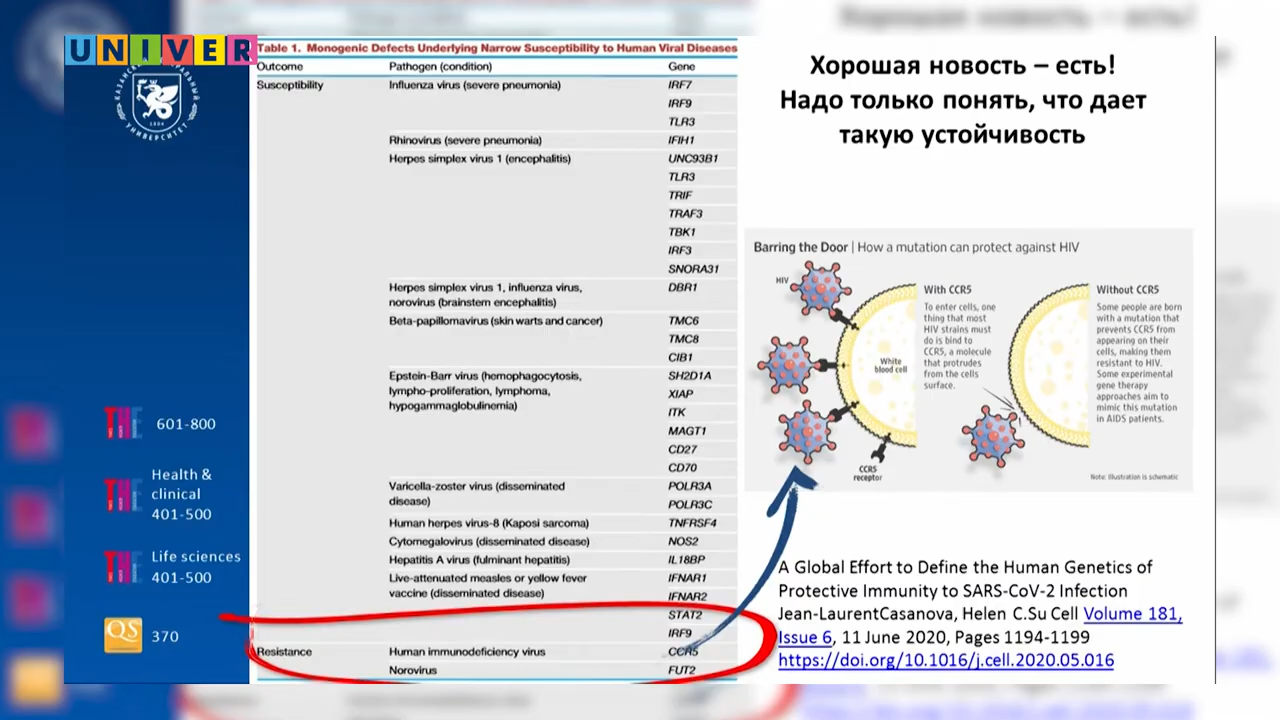 UNIVER
КАЗАНСКИЙ ФЕДЕРАЛЬНЫЙ
1804
УНИВЕРСИТЕТ
THE 601-800
THE Health &
clinical
401-500
THE Life sciences
401-500
QS 370
Table 1. Monogenic Defects Underlying Narrow Susceptibility to Human Viral Diseases
Outcome Pathogen (condition) Gene
Susceptibility Influenza virus (severe pneumonia) IRF7
IRF9
TLR3
Rhinovirus (severe pneumonia) IFIH1
Herpes simplex virus 1 (encephalitis) UNC93B1
TLR3
TRIF
TRAF3
TBK1
IRF3
SNORA31
Herpes simplex virus 1, influenza virus, DBR1
norovirus (brainstem encephalitis)
Beta-papillomavirus (skin warts and cancer) TMC6
TMC8
CIB1
Epstein-Barr virus (hemophagocytosis, SH2D1A
lympho-proliferation, lymphoma, XIAP
hypogammaglobulinemia) ITK
MAGT1
CD27
CD70
Varicella-zoster virus (disseminated POLR3A
disease) POLR3C
Human herpes virus-8 (Kaposi sarcoma) TNFRSF4
Cytomegalovirus (disseminated disease) NOS2
Hepatitis A virus (fulminant hepatitis) IL18BP
Live-attenuated measles or yellow fever IFNAR1
vaccine (disseminated disease) IFNAR2
STAT2
IRF9
Resistance Human immunodeficiency virus CCR5
Norovirus FUT2
Хорошая новость – есть!
Надо только понять, что дает
такую устойчивость
Barring the Door | How a mutation can protect against HIV
HIV
White
blood cell
CCR5
receptor
With CCR5
To enter cells, one
thing that most
HIV strains must
do is bind to
CCR5, a molecule
that protrudes
from the cells
surface.
Without CCR5
Some people are born
with a mutation that
prevents CCR5 from
appearing on their
cells, making them
resistant to HIV.
Some experimental
gene therapy
approaches aim to
mimic this mutation
in AIDS patients.
Note: Illustration is schematic
A Global Effort to Define the Human Genetics of
Protective Immunity to SARS-CoV-2 Infection
Jean-LaurentCasanova, Helen C.Su Cell Volume 181,
Issue 6, 11 June 2020, Pages 1194-1199
https://doi.org/10.1016/j.cell.2020.05.016